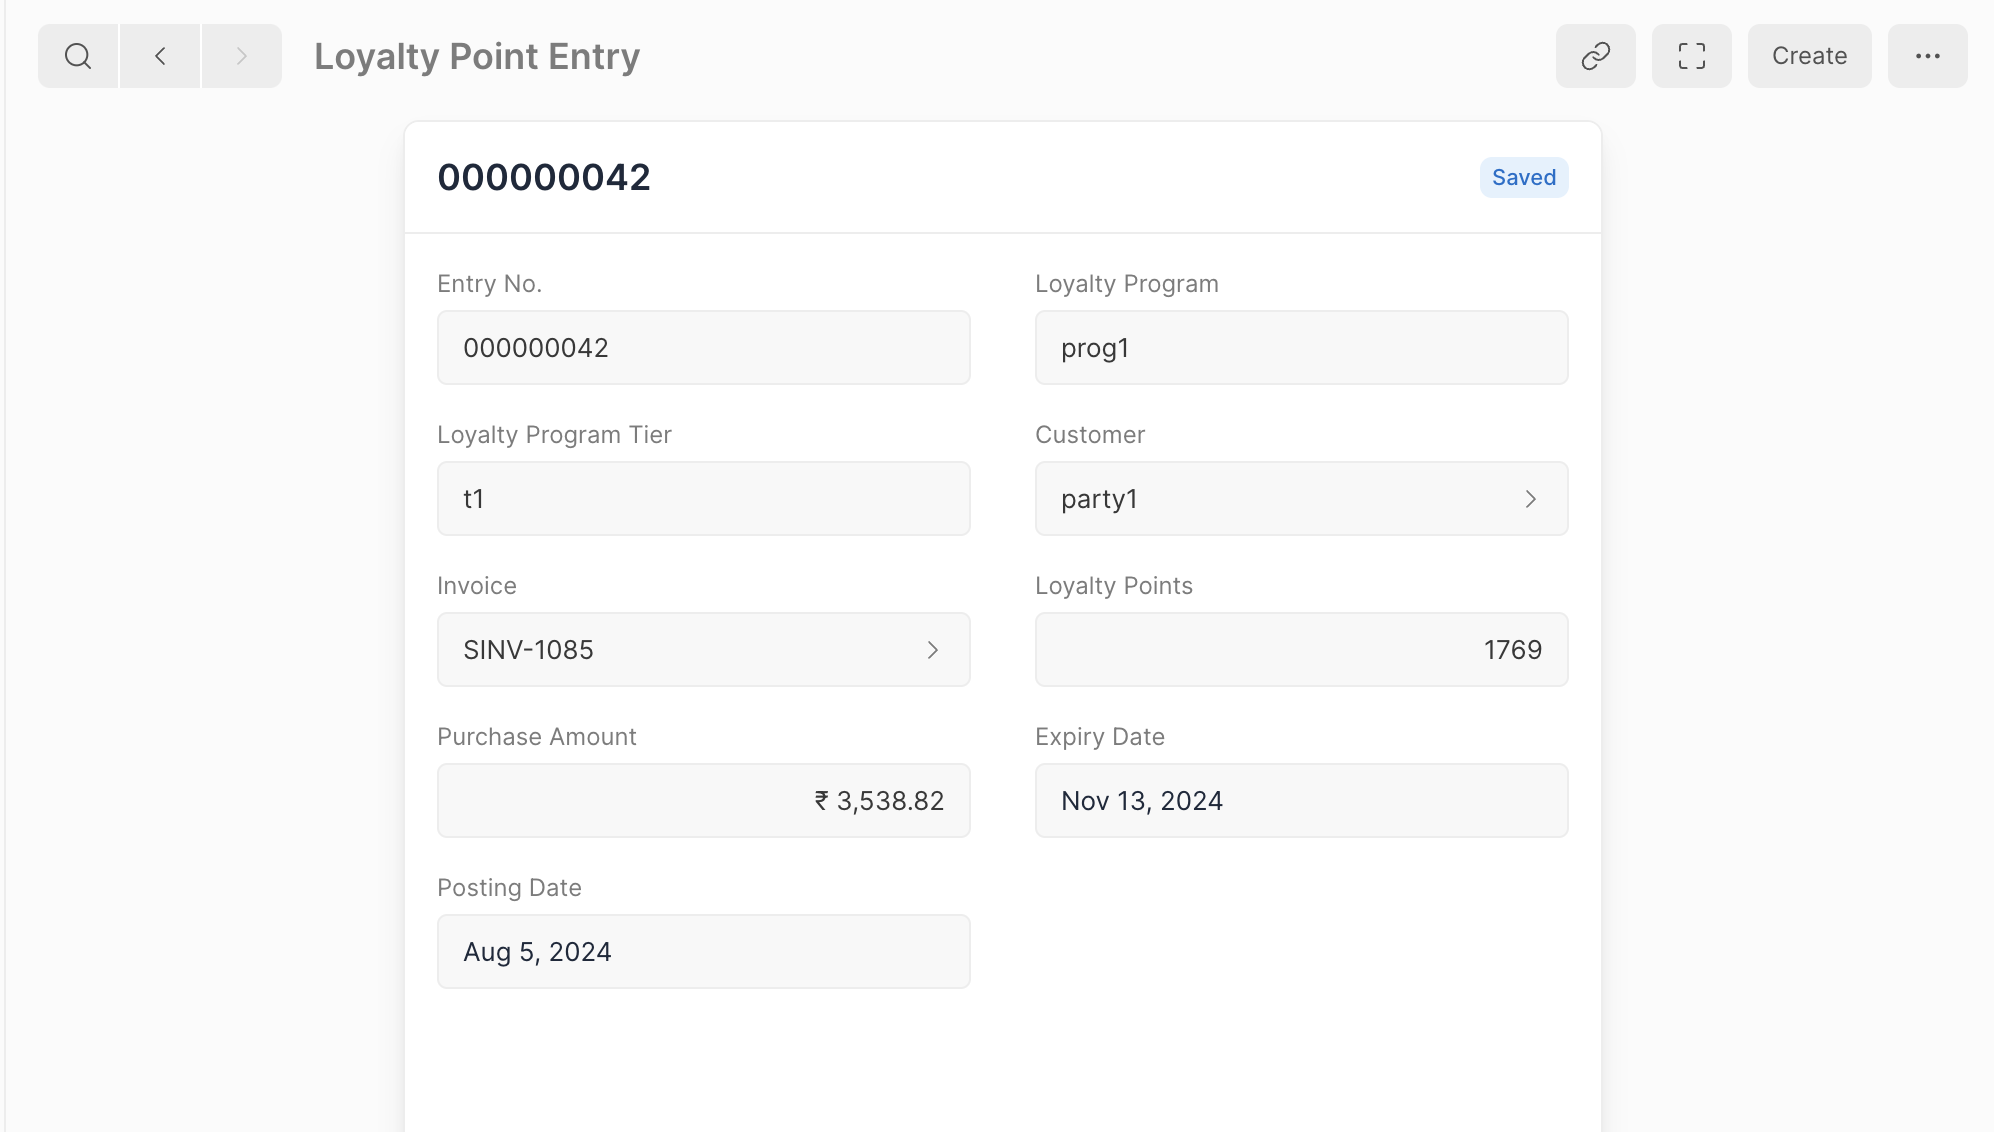 Loyalty Point Entry
Create
000000042
Saved
Entry No.
Loyalty Program
000000042
prog1
Loyalty Program Tier
Customer
t1
party1
Invoice
Loyalty Points
SINV-1085
1769
Purchase Amount
Expiry Date
₹ 3,538.82
Nov 13, 2024
Posting Date
Aug 5, 2024